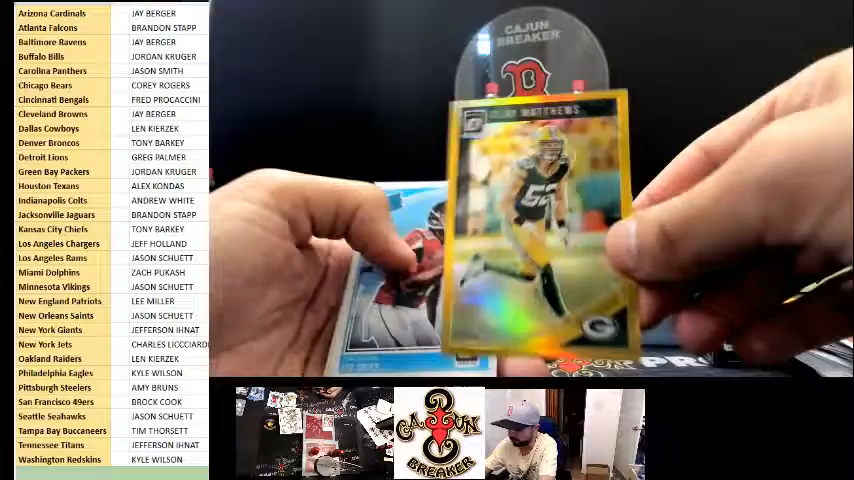 Arizona Cardinals JAY BERGER
Atlanta Falcons BRANDON STAPP
Baltimore Ravens JAY BERGER
Buffalo Bills JORDAN KRUGER
Carolina Panthers JASON SMITH
Chicago Bears COREY ROGERS
Cincinnati Bengals FRED PROCACCINI
Cleveland Browns JAY BERGER
Dallas Cowboys LEN KIERZEK
Denver Broncos TONY BARKEY
Detroit Lions GREG PALMER
Green Bay Packers JORDAN KRUGER
Houston Texans ALEX KONDAS
Indianapolis Colts ANDREW WHITE
Jacksonville Jaguars BRANDON STAPP
Kansas City Chiefs TONY BARKEY
Los Angeles Chargers JEFF HOLLAND
Los Angeles Rams JASON SCHUETT
Miami Dolphins ZACH PUKASH
Minnesota Vikings JASON SCHUETT
New England Patriots LEE MILLER
New Orleans Saints JASON SCHUETT
New York Giants JEFFERSON IHNAT
New York Jets CHARLES LICCCIARDI
Oakland Raiders LEN KIERZEK
Philadelphia Eagles KYLE WILSON
Pittsburgh Steelers AMY BRUNS
San Francisco 49ers BROCK COOK
Seattle Seahawks JASON SCHUETT
Tampa Bay Buccaneers TIM THORSETT
Tennessee Titans JEFFERSON IHNAT
Washington Redskins KYLE WILSON
CAJUN
BREAKER
B
CLAY MATTHEWS
52
G
CAJUN
BREAKER